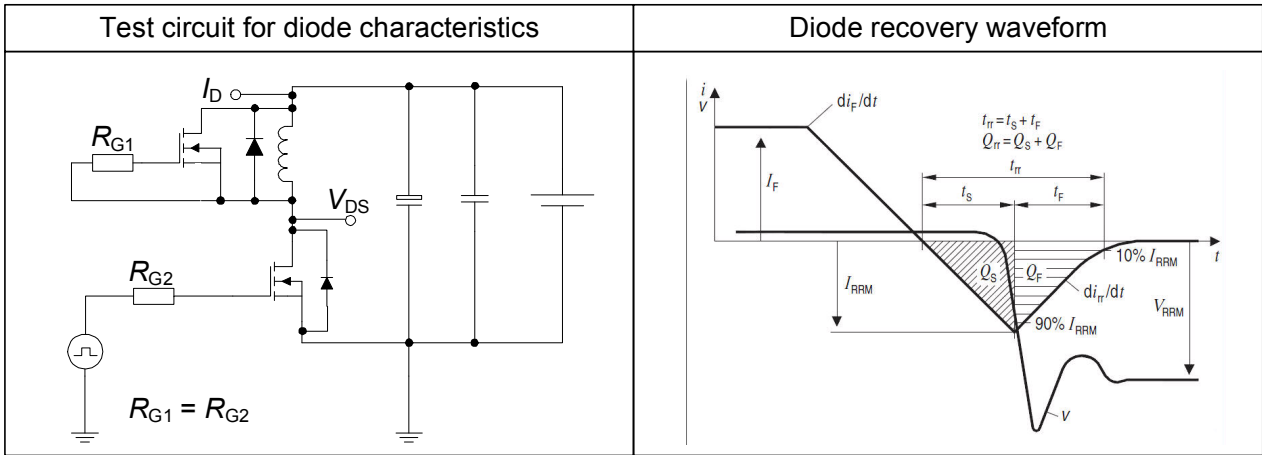 Test circuit for diode characteristics
Diode recovery waveform
I_D
R_G1
V_DS
R_G2
R_G1 = R_G2
i
v
di_F/dt
t_rr = t_S + t_F
Q_rr = Q_S + Q_F
t_rr
t_S
t_F
I_F
I_RRM
Q_S
Q_F
10% I_RRM
t
di_rr/dt
90% I_RRM
V_RRM
v